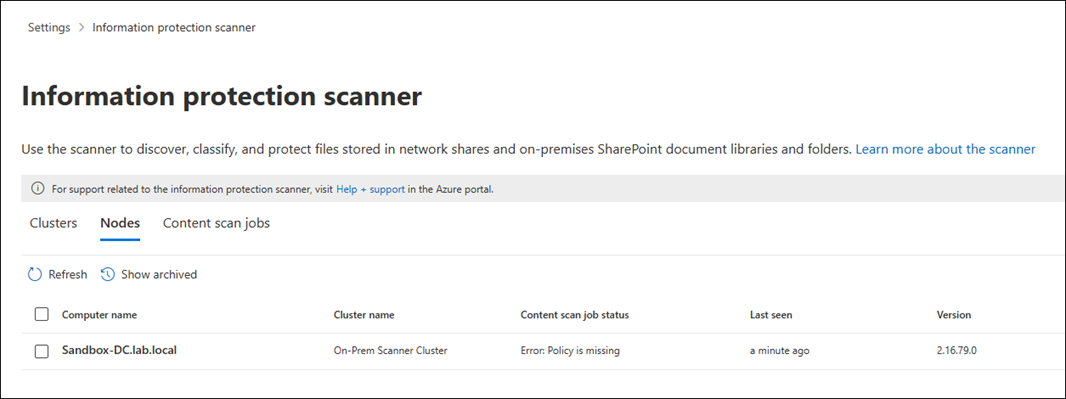 Settings > Information protection scanner
Information protection scanner
Use the scanner to discover, classify, and protect files stored in network shares and on-premises SharePoint document libraries and folders. Learn more about the scanner
For support related to the information protection scanner, visit Help + support in the Azure portal.
Clusters Nodes Content scan jobs
Refresh Show archived
Computer name Cluster name Content scan job status Last seen Version
Sandbox-DC.lab.local On-Prem Scanner Cluster Error: Policy is missing a minute ago 2.16.79.0